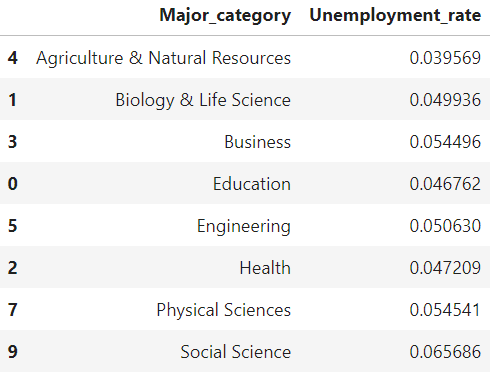 Major_category Unemployment_rate
4 Agriculture & Natural Resources 0.039569
1 Biology & Life Science 0.049936
3 Business 0.054496
0 Education 0.046762
5 Engineering 0.050630
2 Health 0.047209
7 Physical Sciences 0.054541
9 Social Science 0.065686